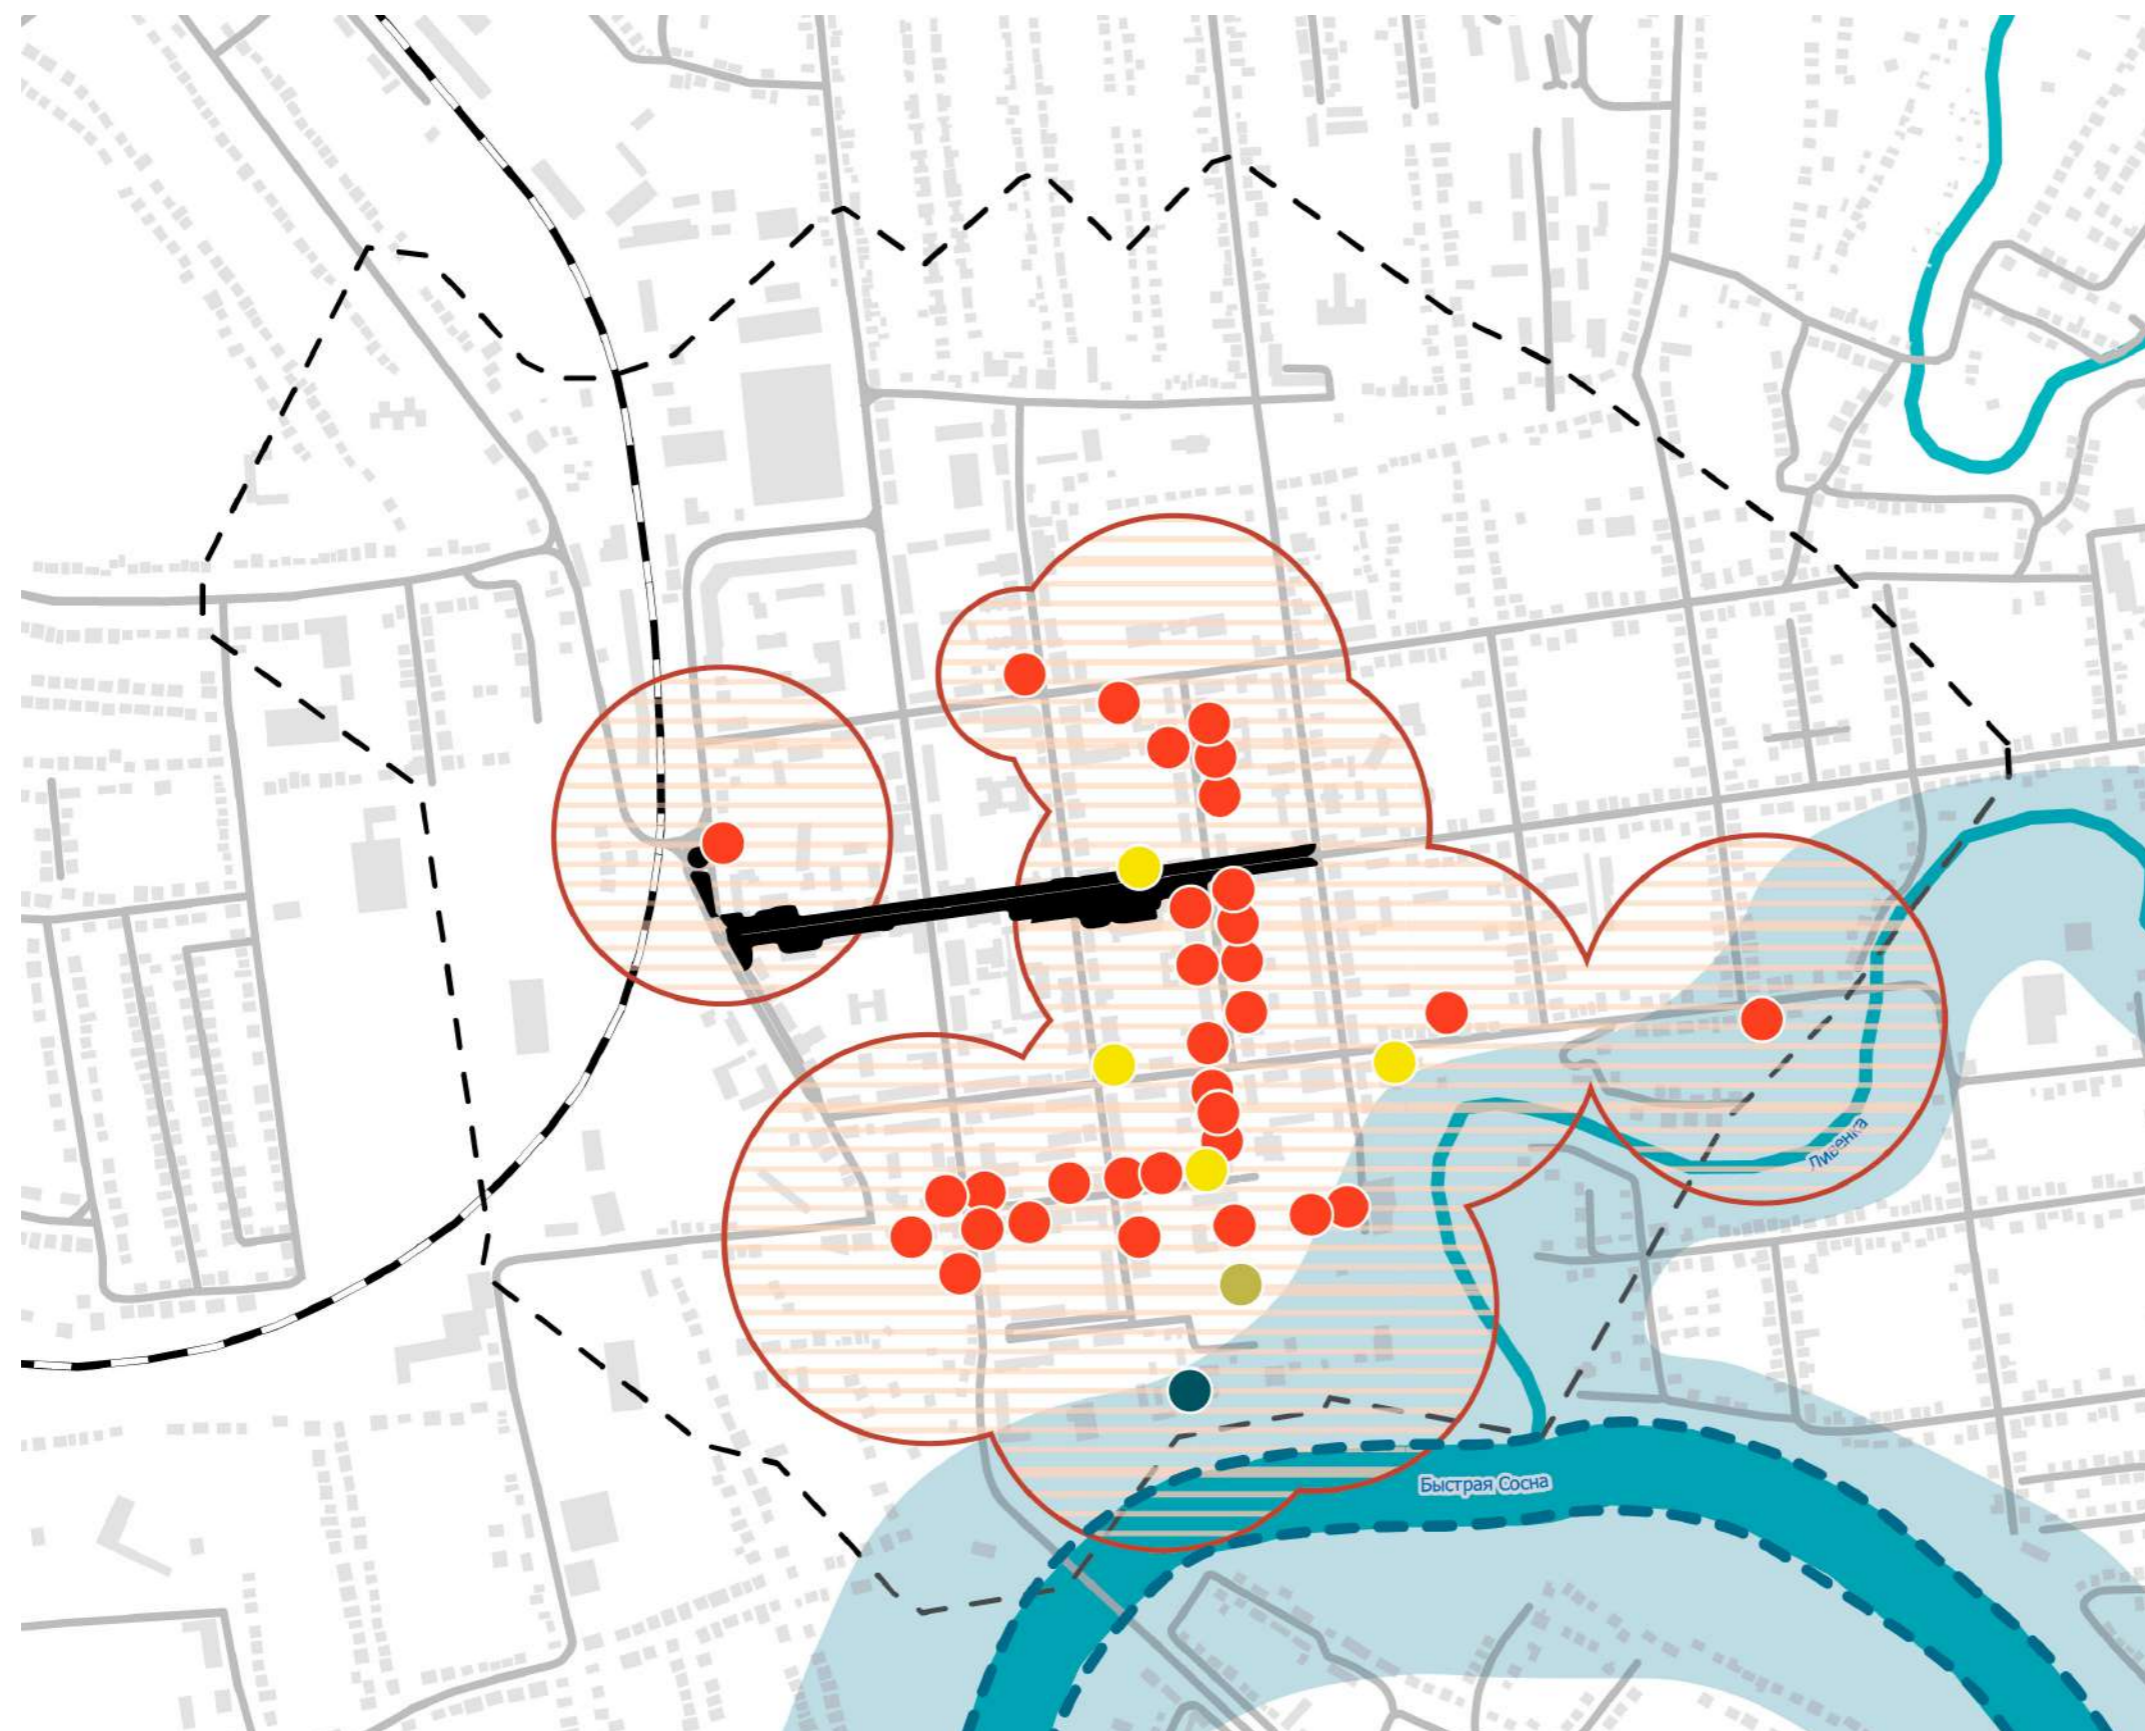 Ливенка
Быстрая Сосна